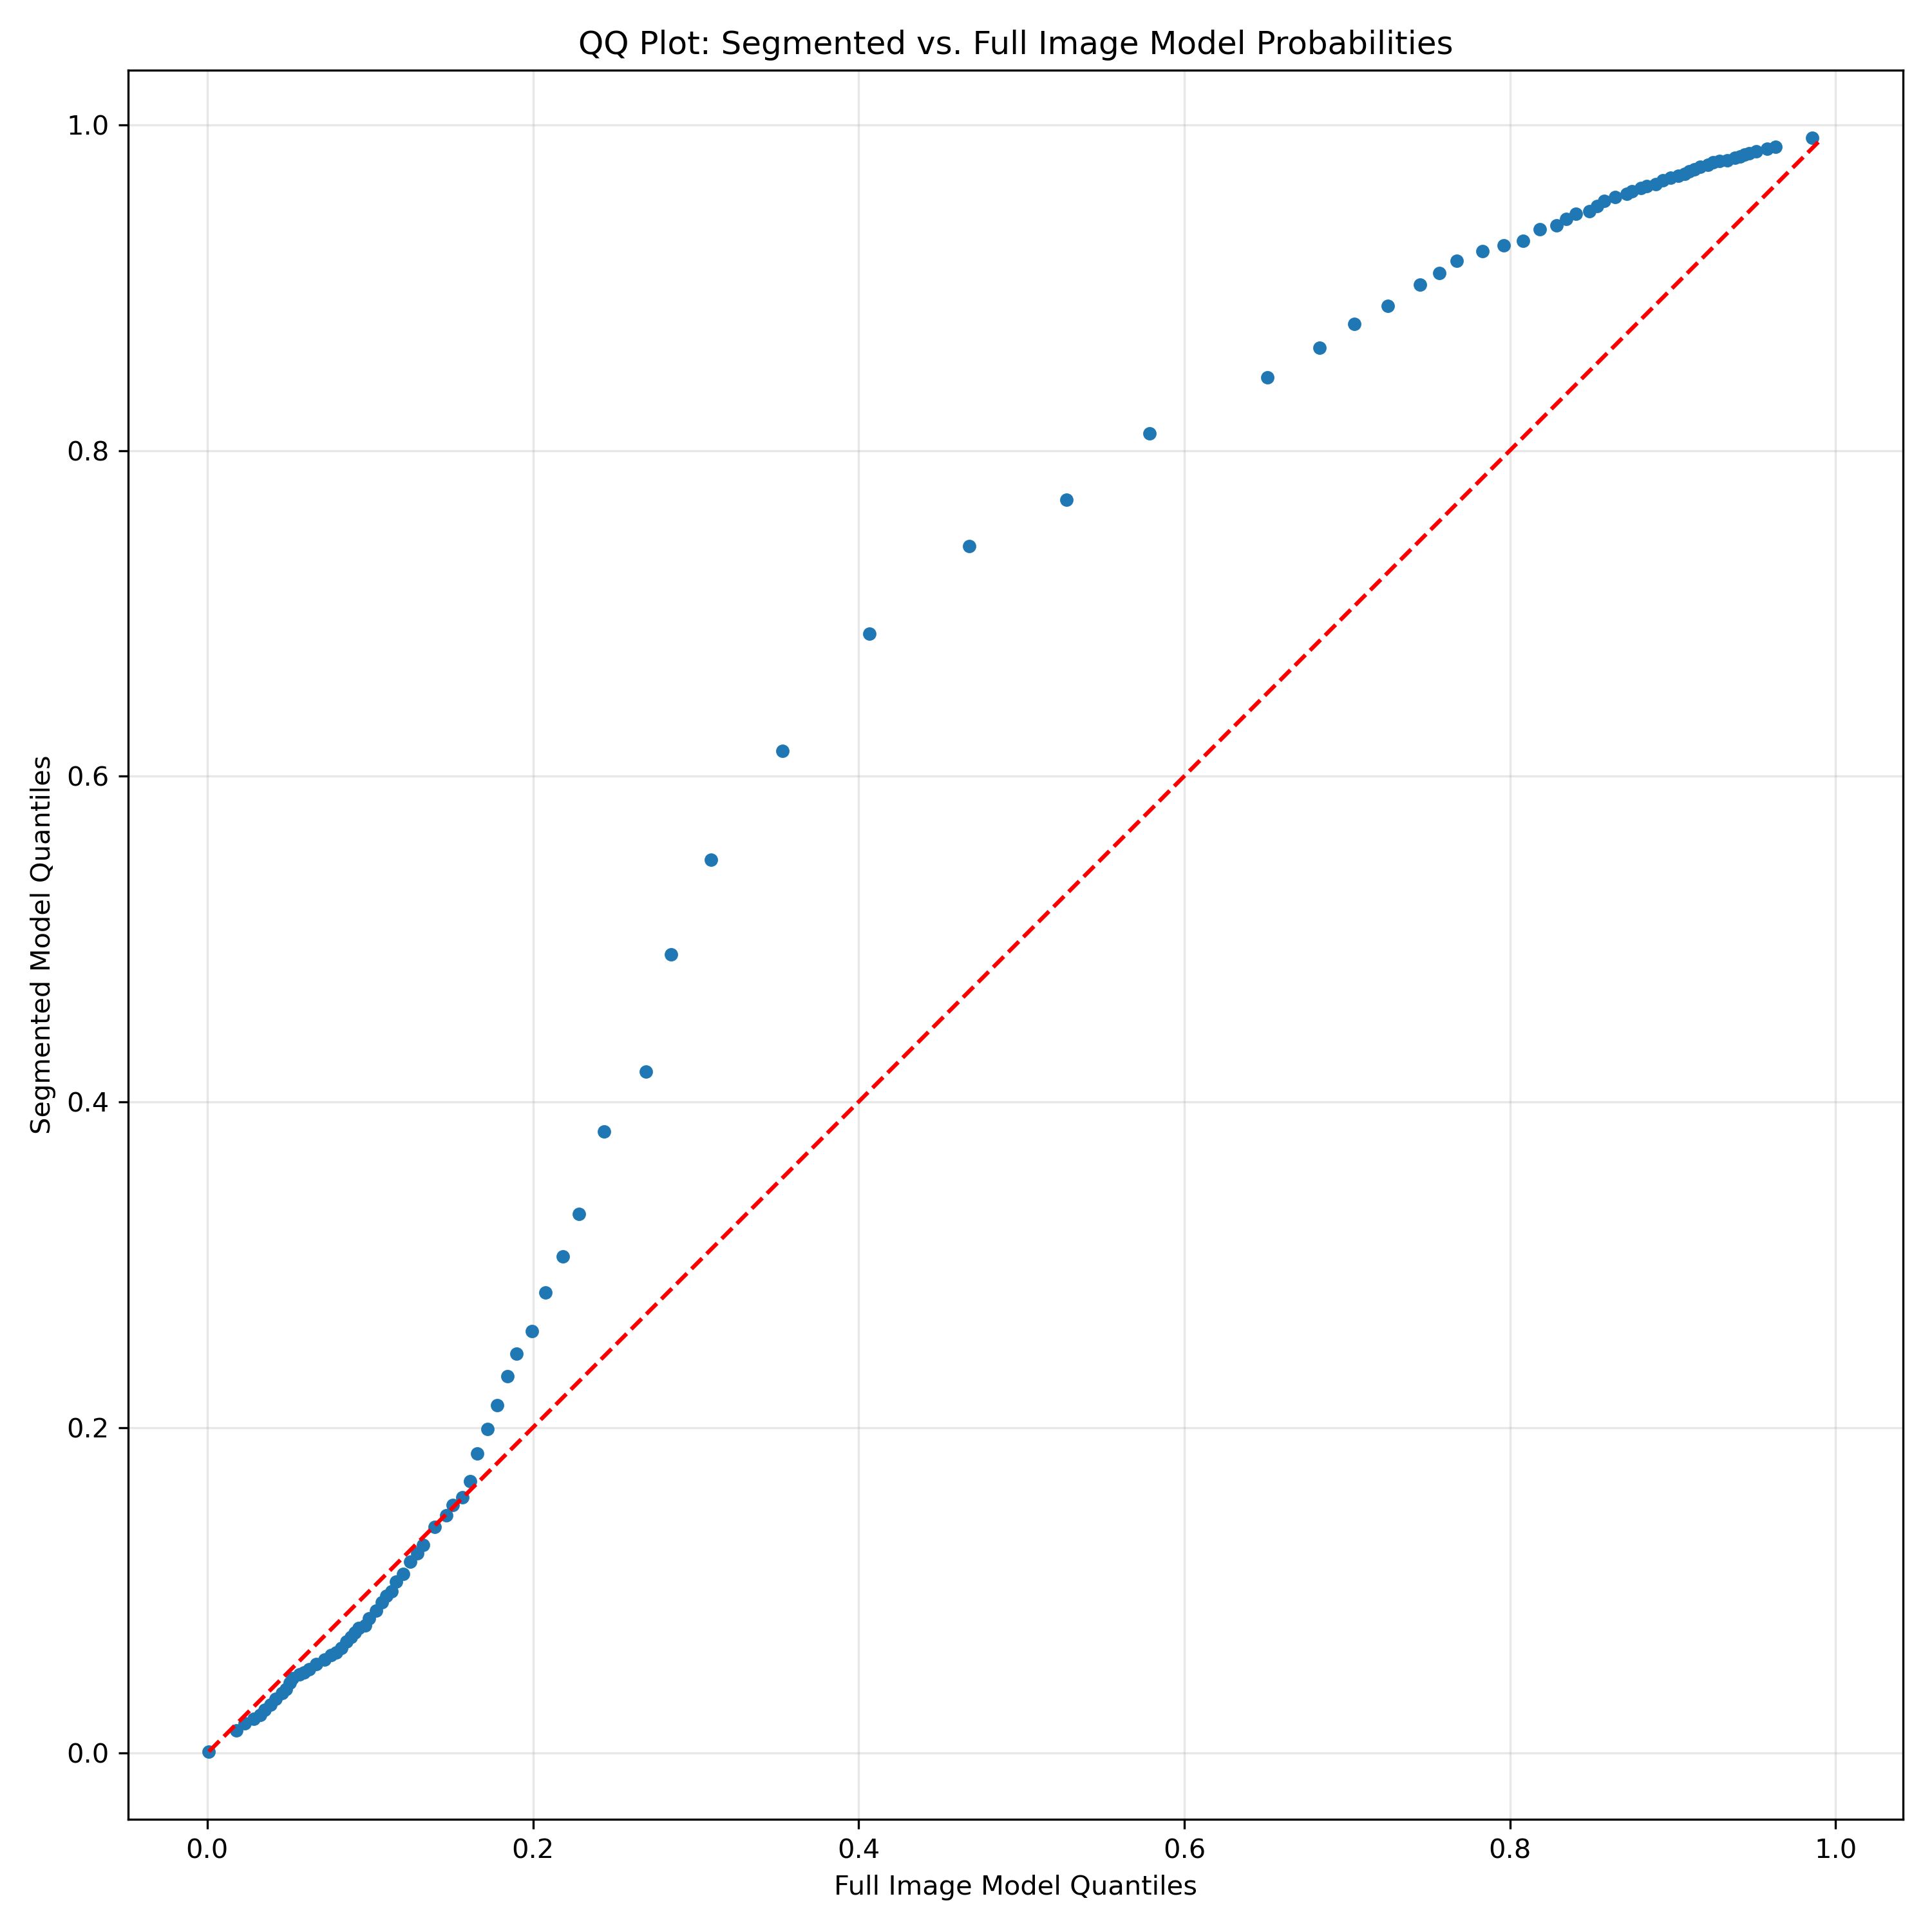 QQ Plot: Segmented vs. Full Image Model Probabilities
1.0
0.8
0.6
0.4
0.2
0.0
Segmented Model Quantiles
0.0 0.2 0.4 0.6 0.8 1.0
Full Image Model Quantiles